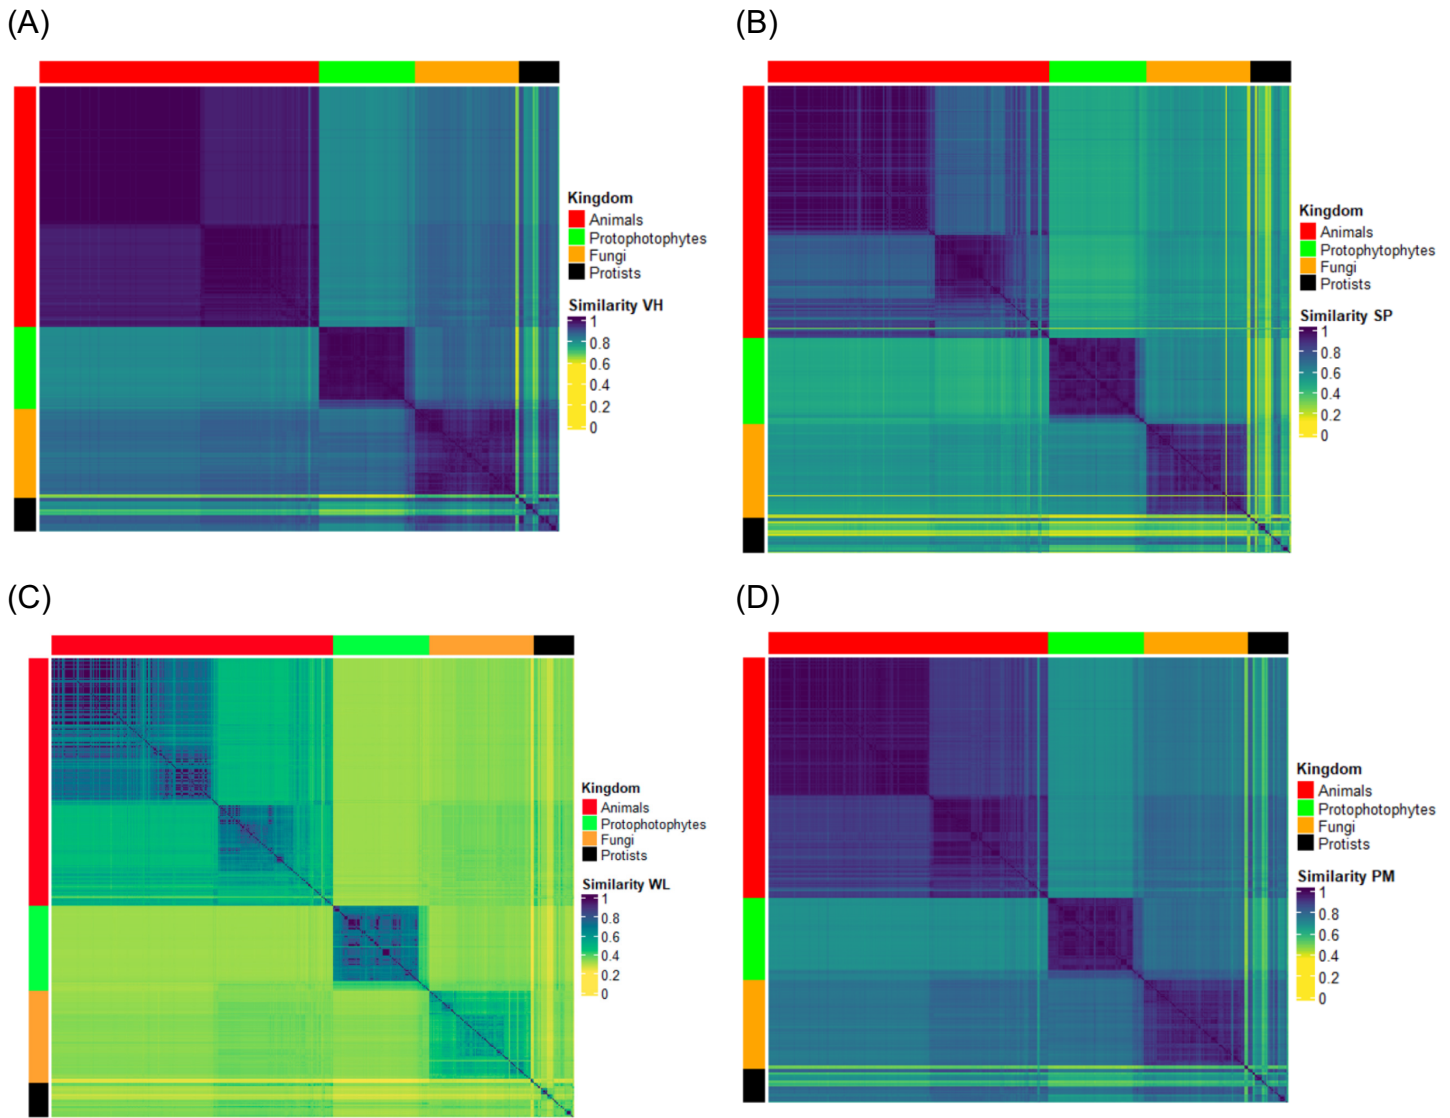 (A)
(B)
Kingdom
Animals
Protophotophytes
Fungi
Protists
Similarity VH
1
0.8
0.6
0.4
0.2
0
Kingdom
Animals
Protophytophytes
Fungi
Protists
Similarity SP
1
0.8
0.6
0.4
0.2
0
(C)
(D)
Kingdom
Animals
Protophotophytes
Fungi
Protists
Similarity WL
1
0.8
0.6
0.4
0.2
0
Kingdom
Animals
Protophotophytes
Fungi
Protists
Similarity PM
1
0.8
0.6
0.4
0.2
0